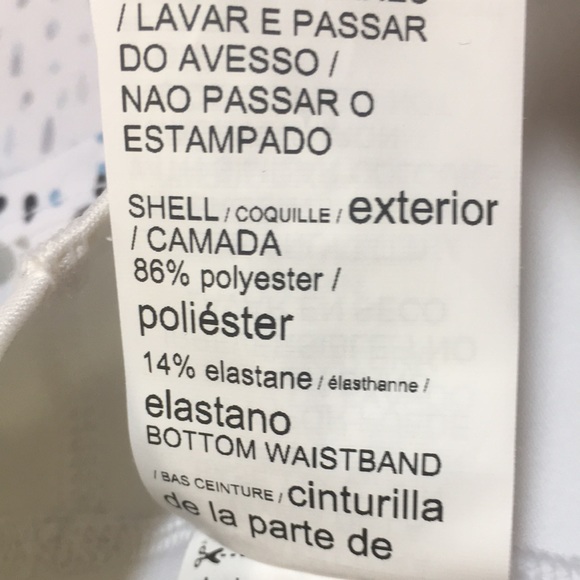 / LAVAR E PASSAR
DO AVESSO /
NAO PASSAR O
ESTAMPADO
SHELL / COQUILLE / exterior
/ CAMADA
86% polyester /
poliéster
14% elastane / élasthanne /
elastano
BOTTOM WAISTBAND
/ BAS CEINTURE / cinturilla
de la parte de